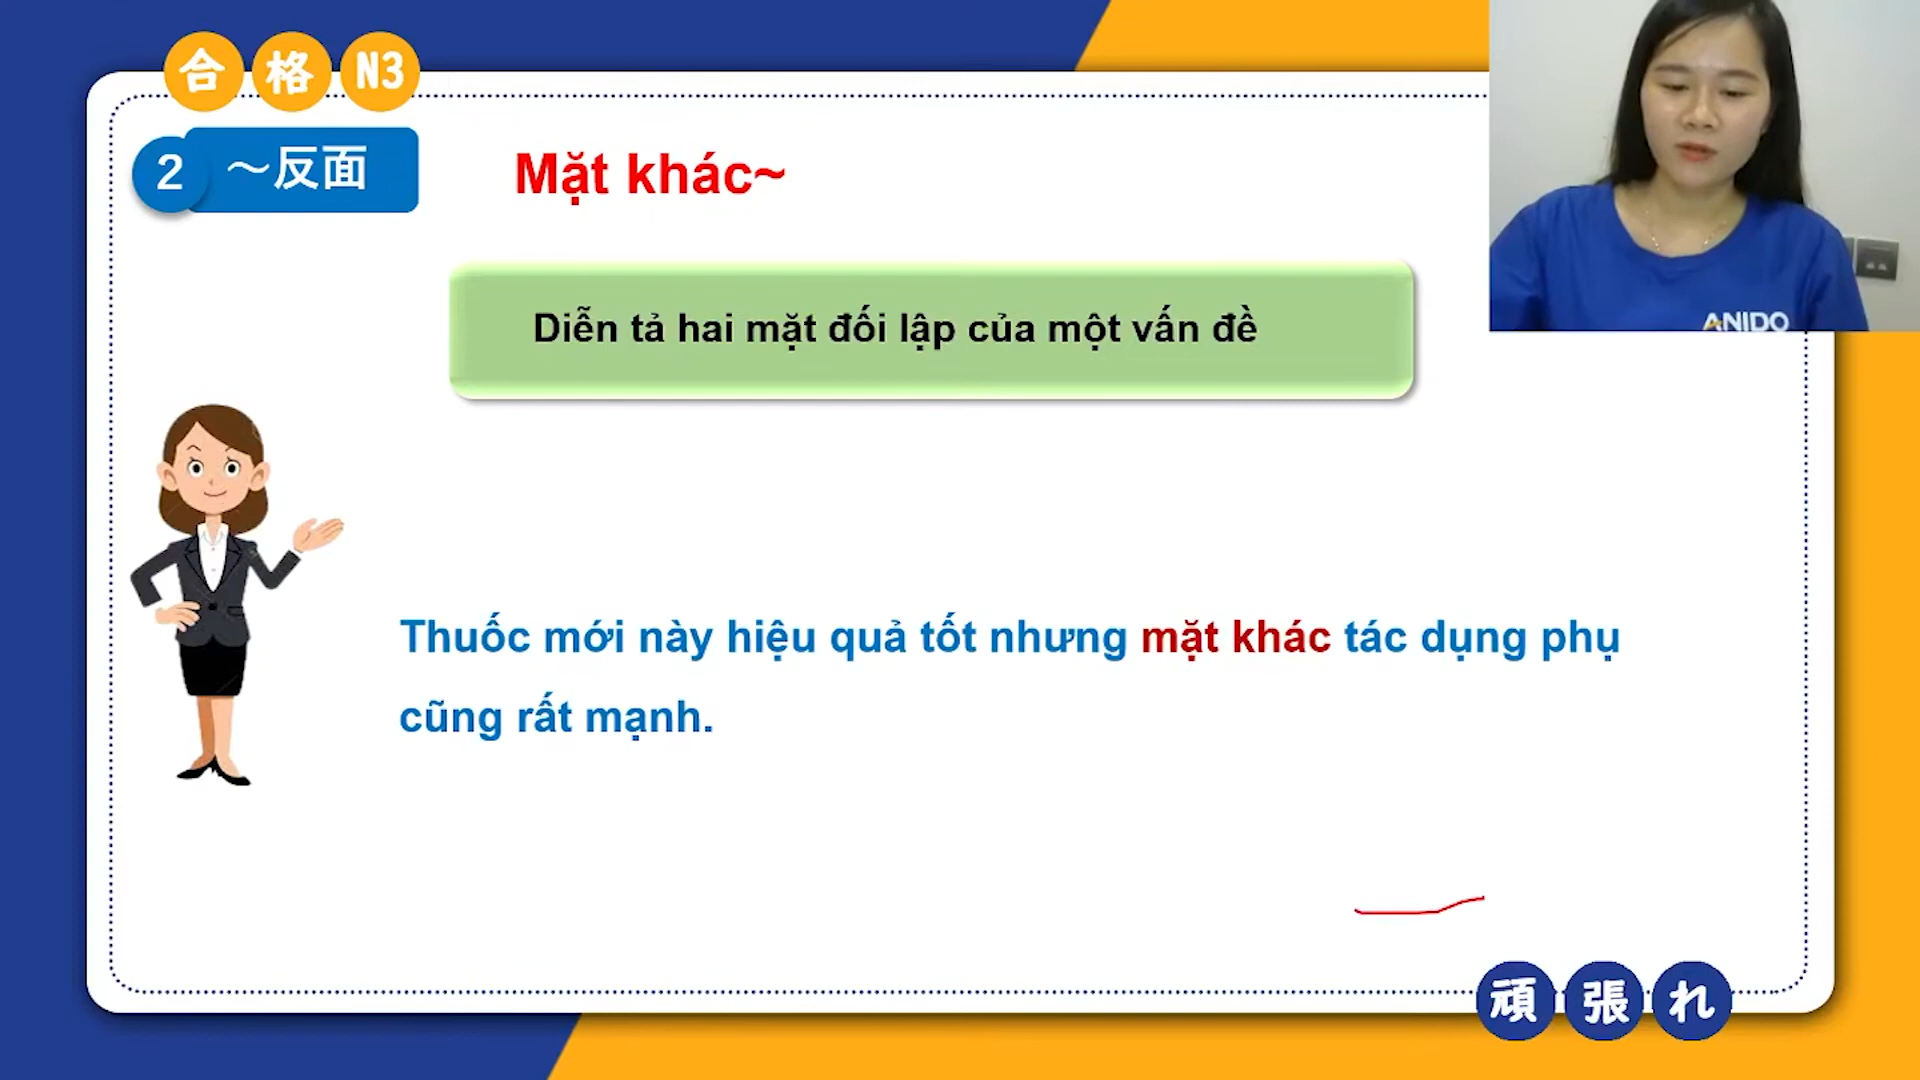 合格N3
2 ～反面
Mặt khác~
Diễn tả hai mặt đối lập của một vấn đề
ANIDO
Thuốc mới này hiệu quả tốt nhưng mặt khác tác dụng phụ
cũng rất mạnh.
頑張れ